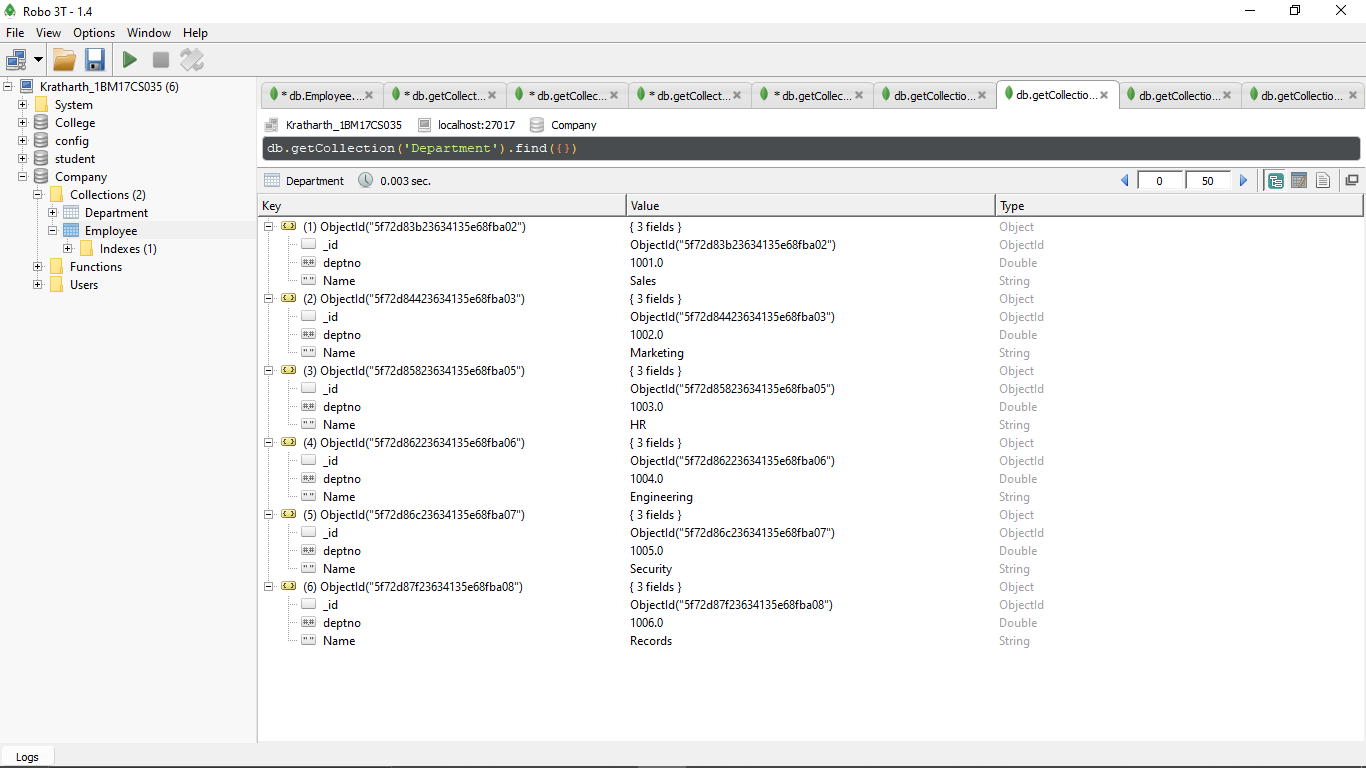 Robo 3T - 1.4
File View Options Window Help
Kratharth_1BM17CS035 (6)
System
College
config
student
Company
Collections (2)
Department
Employee
Indexes (1)
Functions
Users
* db.Employee.... * db.getCollect... * db.getCollec... * db.getCollect... * db.getCollec... db.getCollectio... db.getCollectio... db.getCollectio... db.getCollectio...
Kratharth_1BM17CS035 localhost:27017 Company
db.getCollection('Department').find({})
Department 0.003 sec. 0 50
Key Value Type
(1) ObjectId("5f72d83b23634135e68fba02") { 3 fields } Object
_id ObjectId("5f72d83b23634135e68fba02") ObjectId
deptno 1001.0 Double
Name Sales String
(2) ObjectId("5f72d84423634135e68fba03") { 3 fields } Object
_id ObjectId("5f72d84423634135e68fba03") ObjectId
deptno 1002.0 Double
Name Marketing String
(3) ObjectId("5f72d85823634135e68fba05") { 3 fields } Object
_id ObjectId("5f72d85823634135e68fba05") ObjectId
deptno 1003.0 Double
Name HR String
(4) ObjectId("5f72d86223634135e68fba06") { 3 fields } Object
_id ObjectId("5f72d86223634135e68fba06") ObjectId
deptno 1004.0 Double
Name Engineering String
(5) ObjectId("5f72d86c23634135e68fba07") { 3 fields } Object
_id ObjectId("5f72d86c23634135e68fba07") ObjectId
deptno 1005.0 Double
Name Security String
(6) ObjectId("5f72d87f23634135e68fba08") { 3 fields } Object
_id ObjectId("5f72d87f23634135e68fba08") ObjectId
deptno 1006.0 Double
Name Records String
Logs